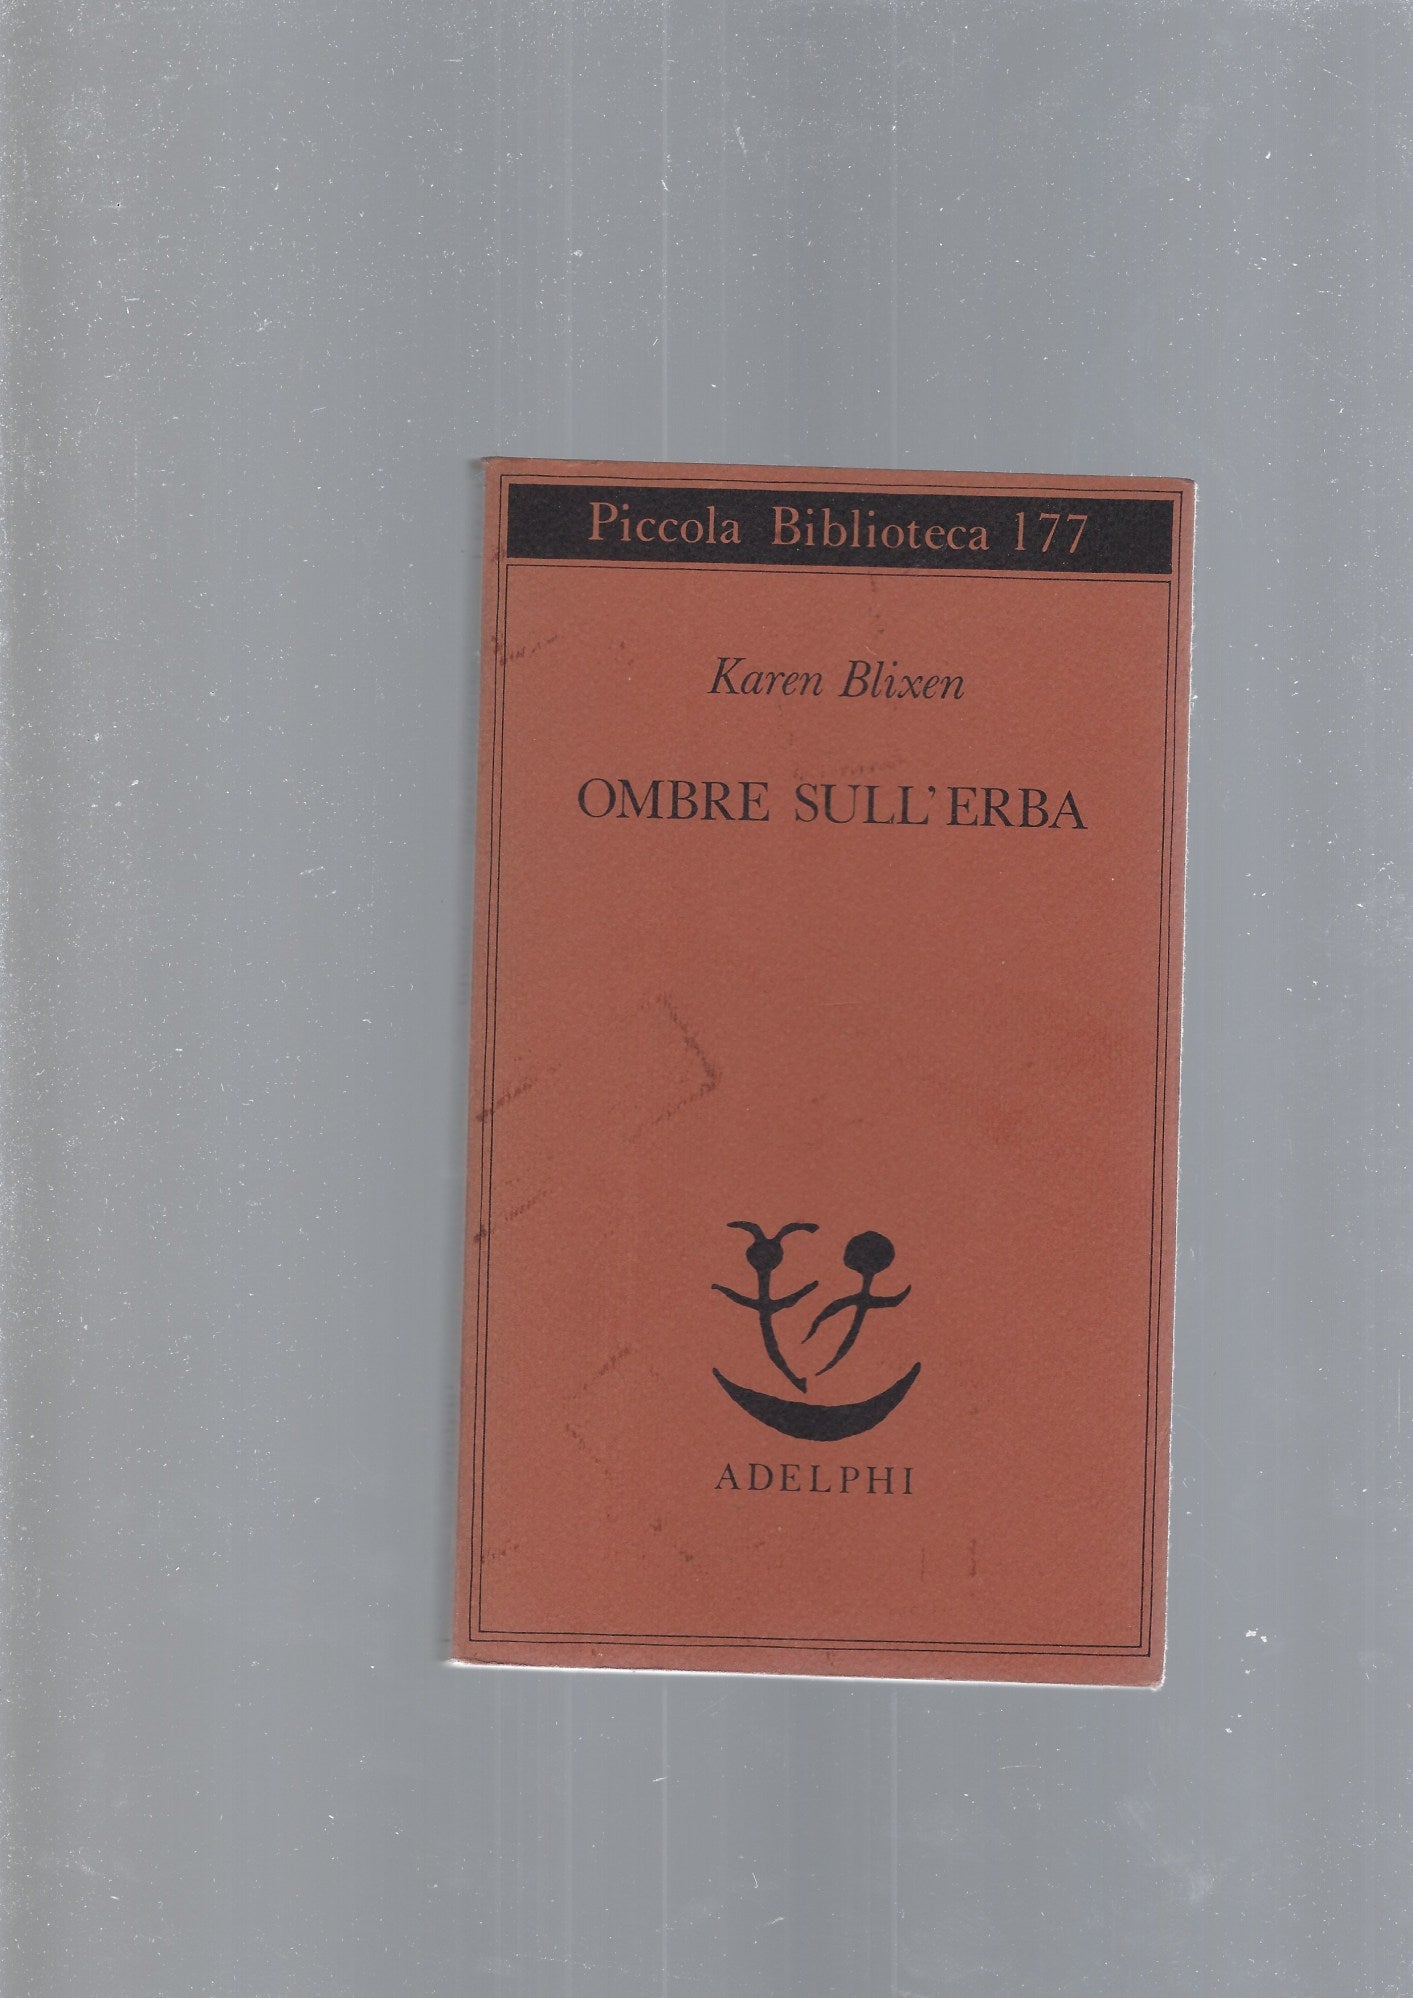 Piccola Biblioteca 177
Karen Blixen
OMBRE SULL'ERBA
ADELPHI